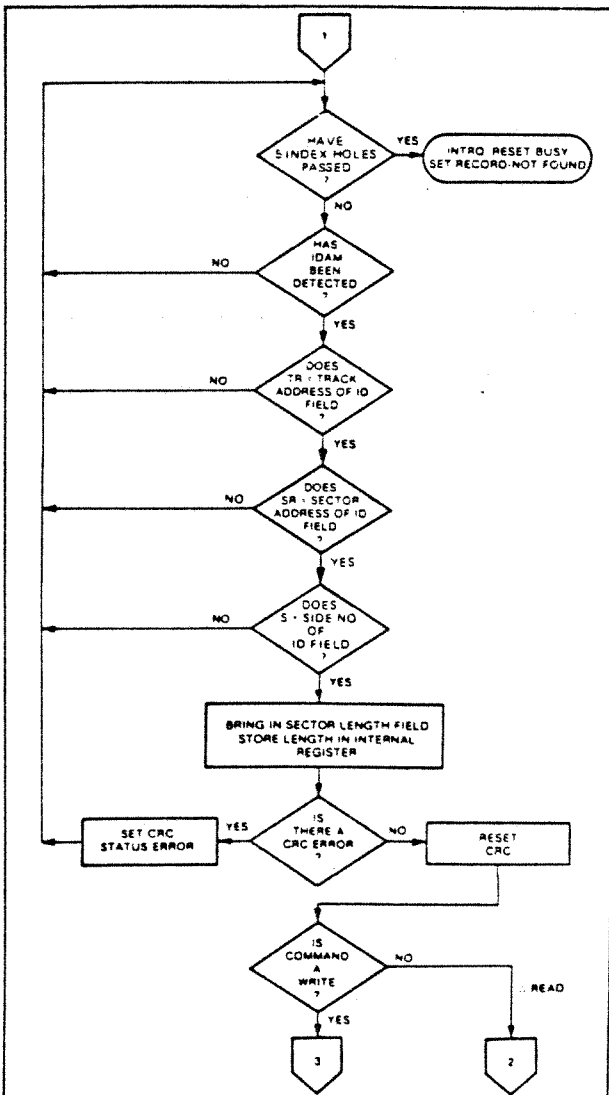 1
HAVE
5 INDEX HOLES
PASSED
?
YES
INTRQ, RESET BUSY
SET RECORD-NOT FOUND
NO
HAS
IDAM
BEEN
DETECTED
?
NO
YES
DOES
TR = TRACK
ADDRESS OF ID
FIELD
?
NO
YES
DOES
SR = SECTOR
ADDRESS OF ID
FIELD
?
NO
YES
DOES
S = SIDE NO
OF
ID FIELD
?
NO
YES
BRING IN SECTOR LENGTH FIELD
STORE LENGTH IN INTERNAL
REGISTER
IS
THERE A
CRC ERROR
?
YES
SET CRC
STATUS ERROR
NO
RESET
CRC
IS
COMMAND
A
WRITE
?
NO
∴ READ
YES
3
2